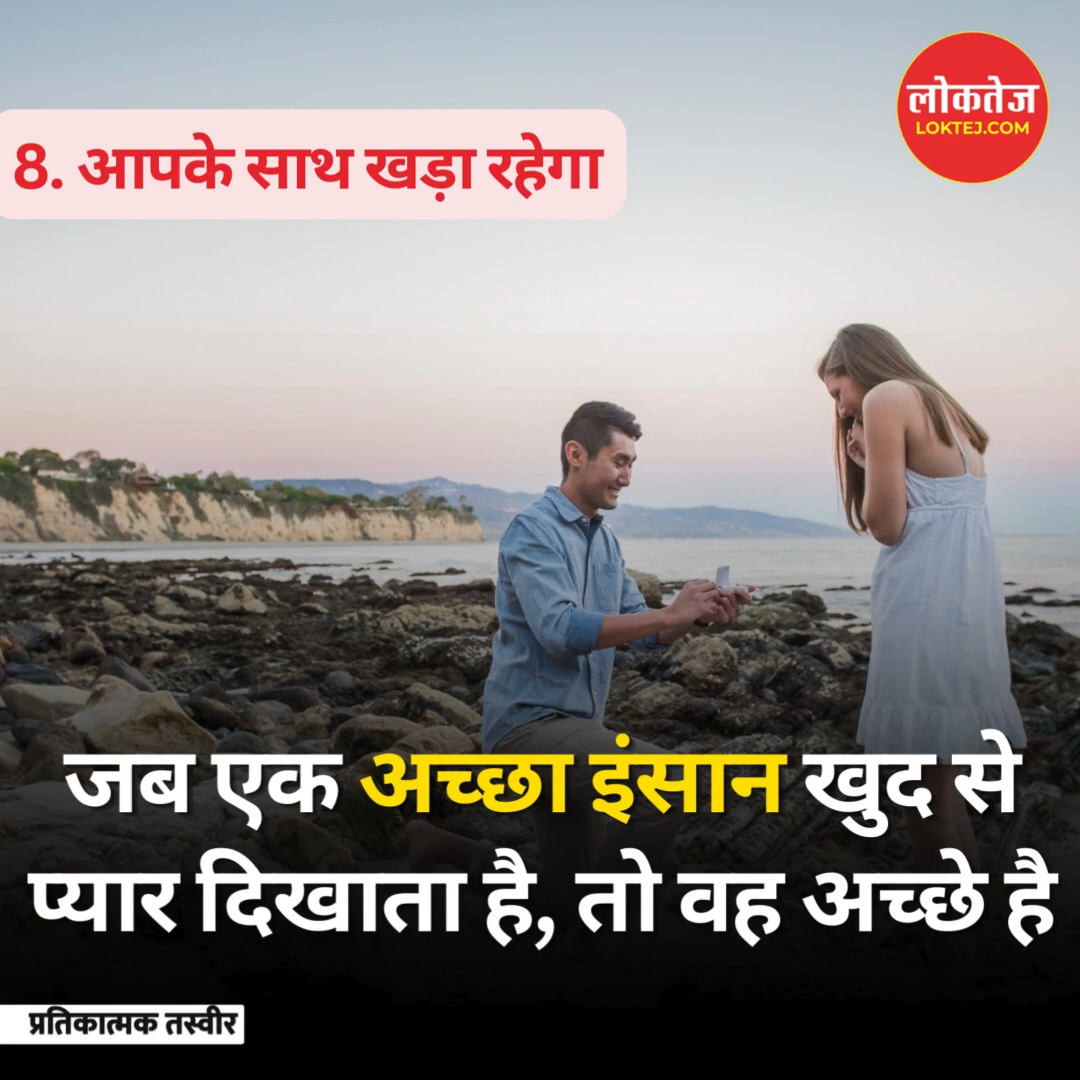 लोकतेज
LOKTEJ.COM
8. आपके साथ खड़ा रहेगा
जब एक अच्छा इंसान खुद से
प्यार दिखाता है, तो वह अच्छे है
प्रतिकात्मक तस्वीर